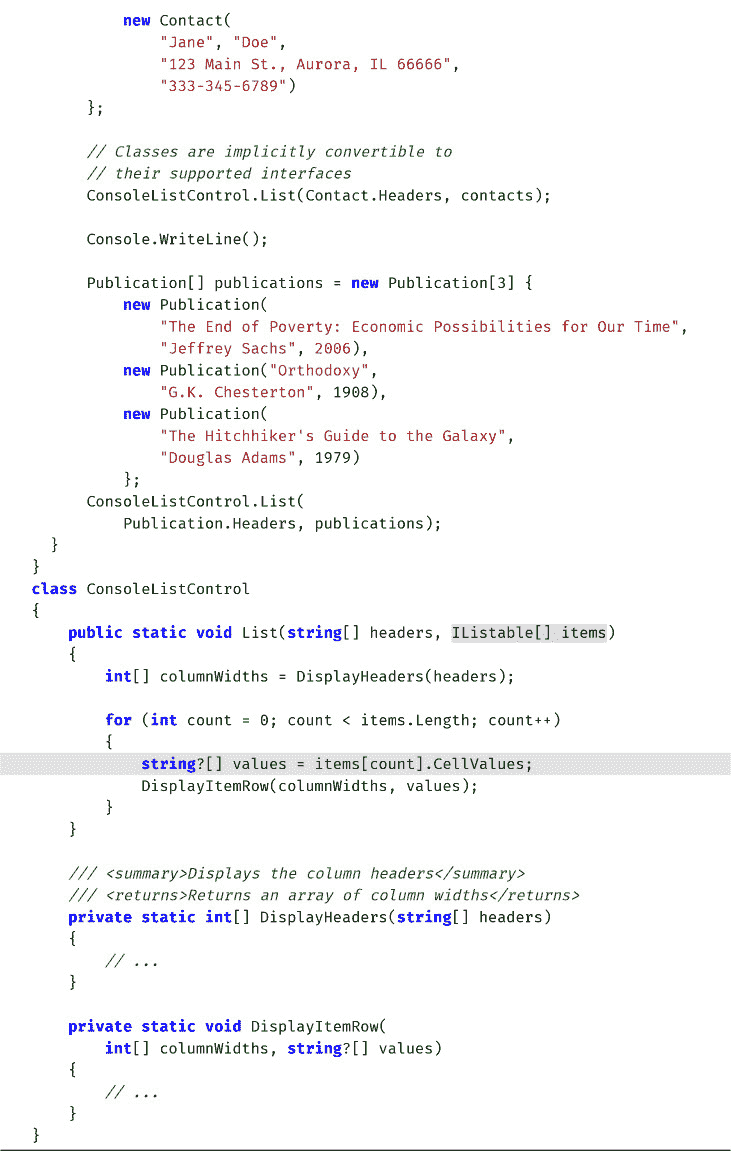 new Contact(
"Jane", "Doe",
"123 Main St., Aurora, IL 66666",
"333-345-6789")
};
// Classes are implicitly convertible to
// their supported interfaces
ConsoleListControl.List(Contact.Headers, contacts);
Console.WriteLine();
Publication[] publications = new Publication[3] {
new Publication(
"The End of Poverty: Economic Possibilities for Our Time",
"Jeffrey Sachs", 2006),
new Publication("Orthodoxy",
"G.K. Chesterton", 1908),
new Publication(
"The Hitchhiker's Guide to the Galaxy",
"Douglas Adams", 1979)
};
ConsoleListControl.List(
Publication.Headers, publications);
}
}
class ConsoleListControl
{
public static void List(string[] headers, IListable[] items)
{
int[] columnWidths = DisplayHeaders(headers);
for (int count = 0; count < items.Length; count++)
{
string?[] values = items[count].CellValues;
DisplayItemRow(columnWidths, values);
}
}
/// <summary>Displays the column headers</summary>
/// <returns>Returns an array of column widths</returns>
private static int[] DisplayHeaders(string[] headers)
{
// ...
}
private static void DisplayItemRow(
int[] columnWidths, string?[] values)
{
// ...
}
}